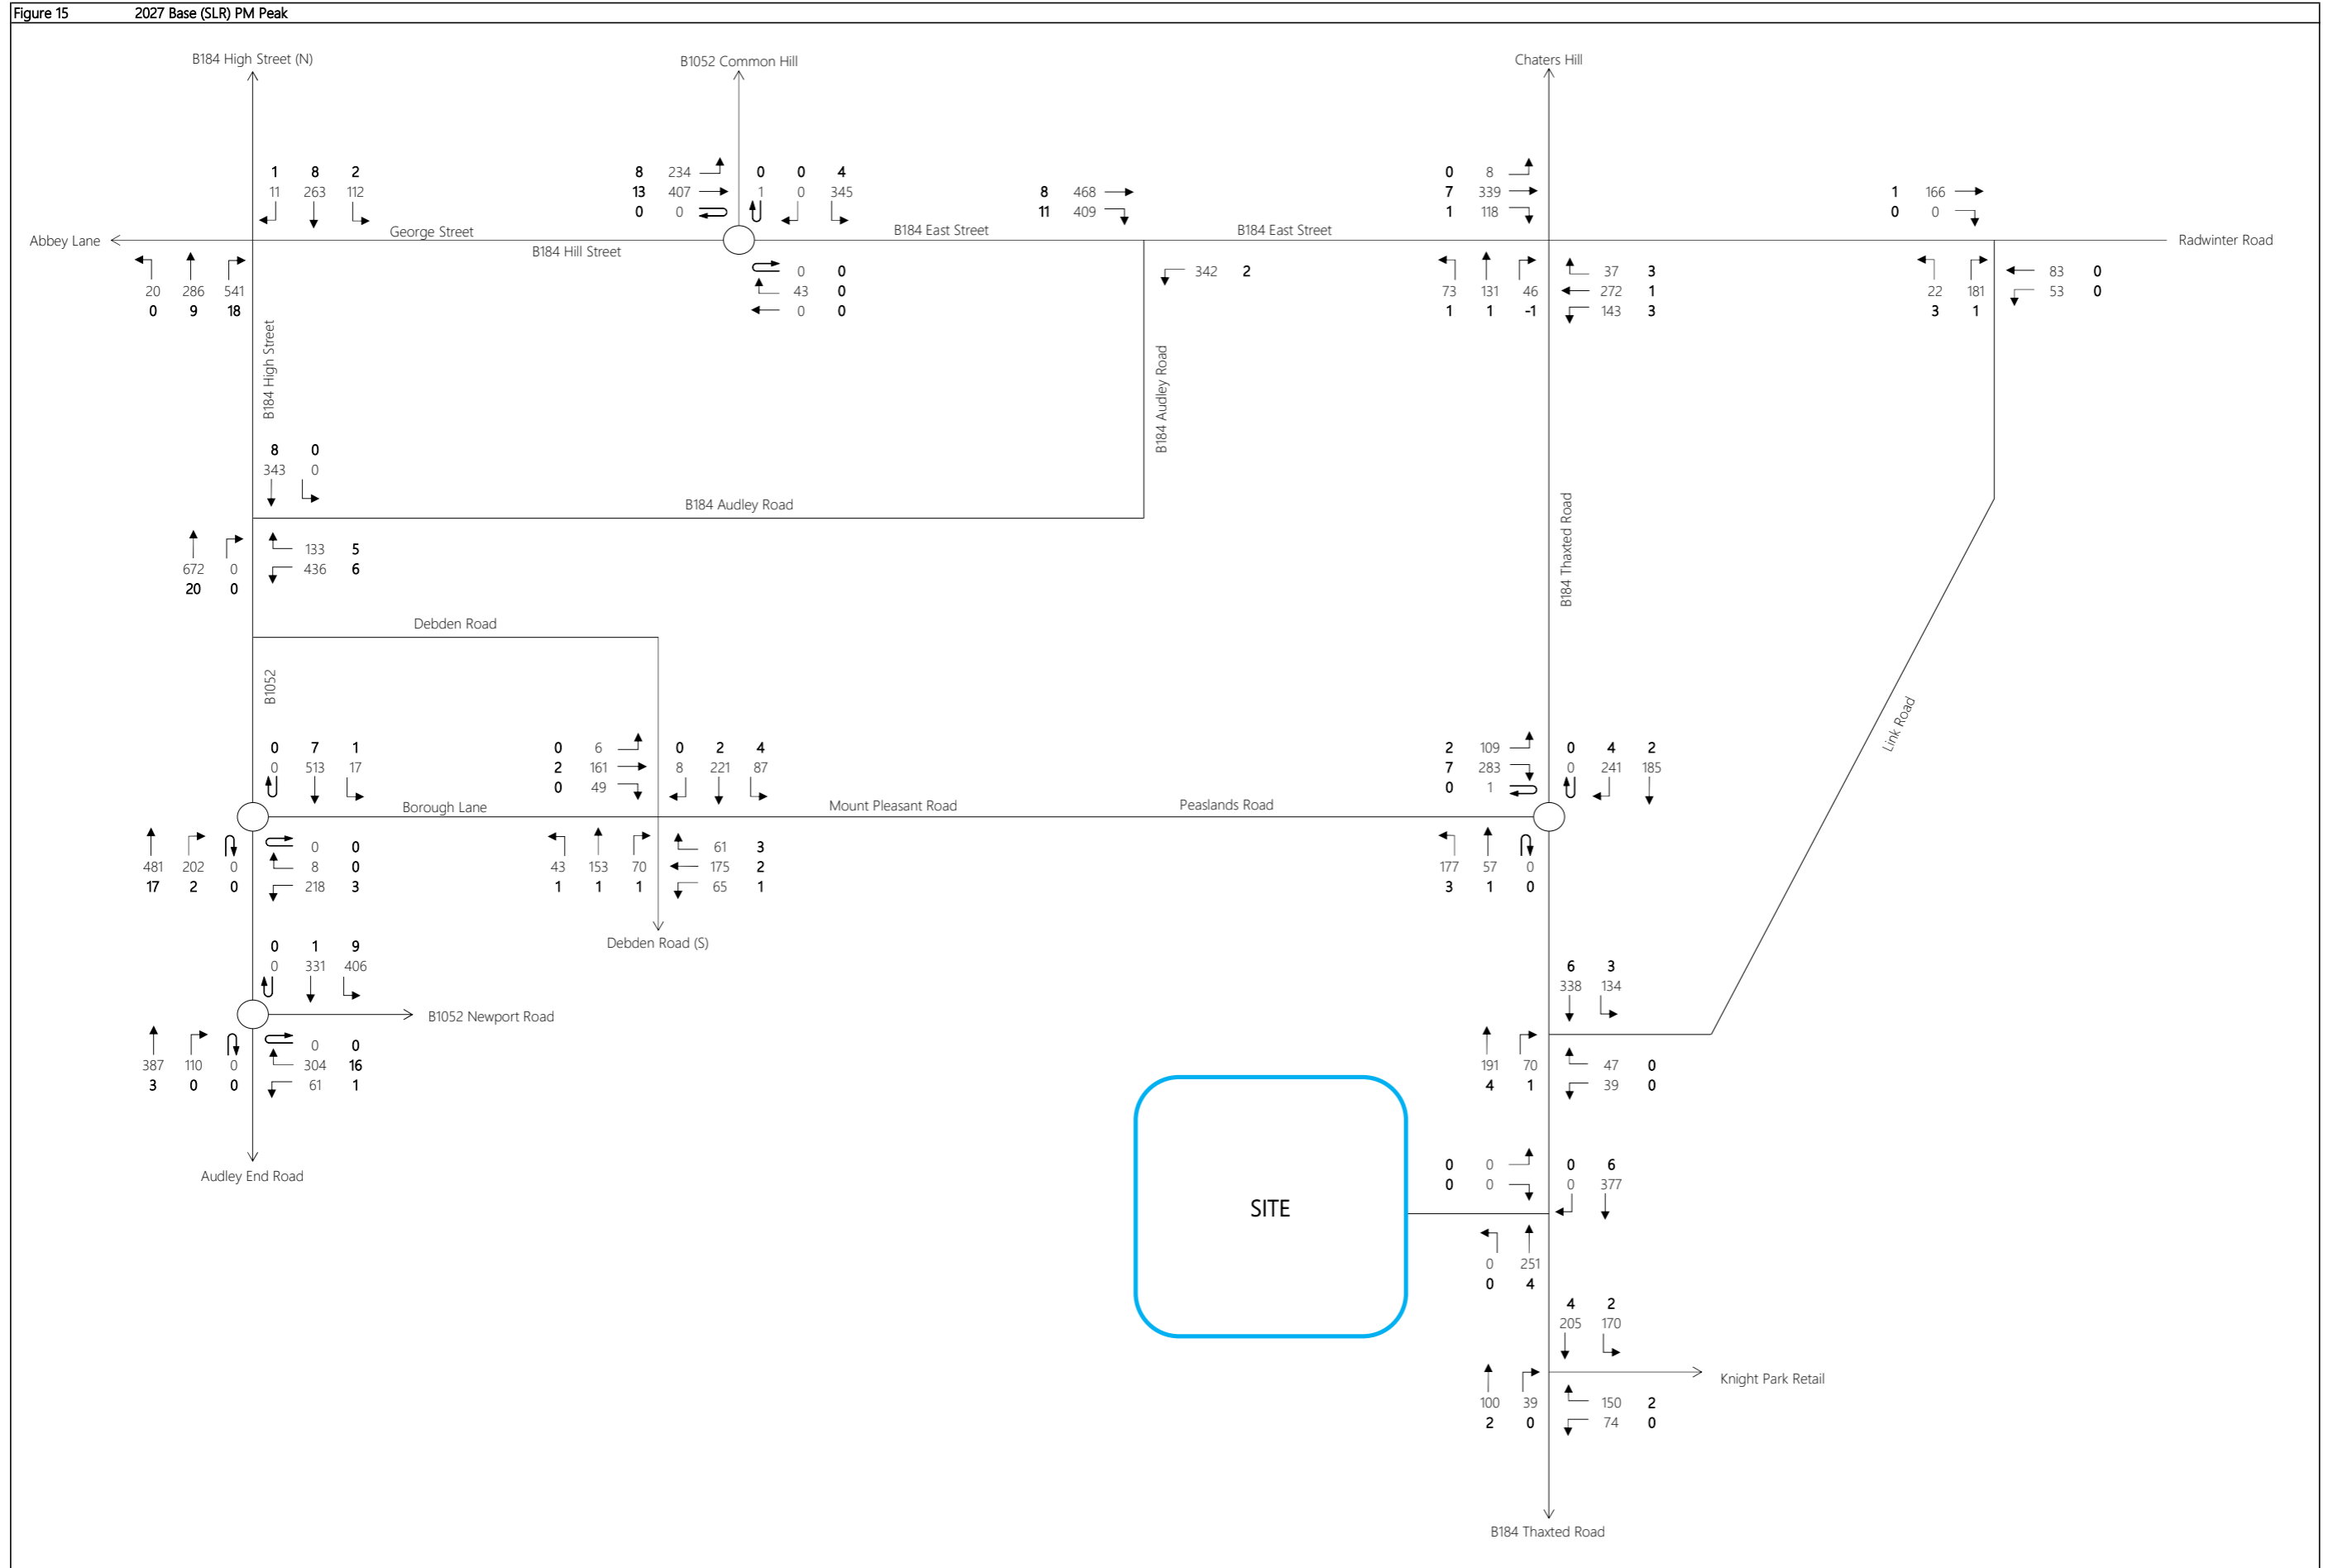 Figure 15 2027 Base (SLR) PM Peak
B184 High Street (N)
B1052 Common Hill
Chaters Hill
1 8 2
11 263 112
8 234
13 407
0 0
0 0 4
1 0 345
8 468
11 409
0 8
7 339
1 118
1 166
0 0
Abbey Lane
George Street
B184 Hill Street
B184 East Street
B184 East Street
Radwinter Road
20 286 541
0 9 18
0 0
43 0
0 0
342 2
73 131 46
1 1 -1
37 3
272 1
143 3
22 181
3 1
83 0
53 0
B184 High Street
B184 Audley Road
8 0
343 0
B184 Audley Road
B184 Thaxted Road
672 0
20 0
133 5
436 6
Debden Road
B1052
Link Road
0 7 1
0 513 17
0 6
2 161
0 49
0 2 4
8 221 87
2 109
7 283
0 1
0 4 2
0 241 185
Borough Lane
Mount Pleasant Road
Peaslands Road
481 202 0
17 2 0
0 0
8 0
218 3
43 153 70
1 1 1
61 3
175 2
65 1
177 57 0
3 1 0
Debden Road (S)
0 1 9
0 331 406
6 3
338 134
B1052 Newport Road
387 110 0
3 0 0
0 0
304 16
61 1
191 70
4 1
47 0
39 0
Audley End Road
SITE
0 0
0 0
0 6
0 377
0 251
0 4
4 2
205 170
Knight Park Retail
100 39
2 0
150 2
74 0
B184 Thaxted Road